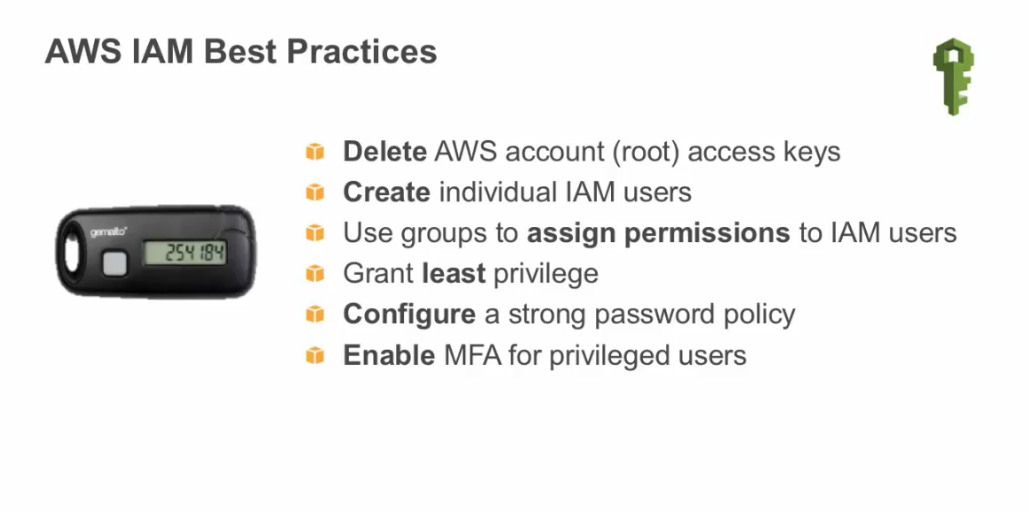 AWS IAM Best Practices
Delete AWS account (root) access keys
Create individual IAM users
Use groups to assign permissions to IAM users
Grant least privilege
Configure a strong password policy
Enable MFA for privileged users
gemalto
254184